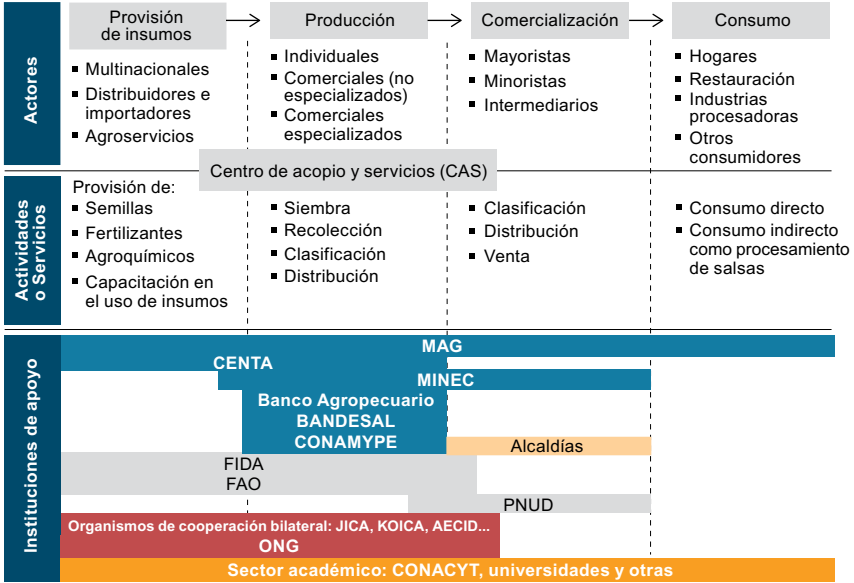 Provisión
de insumos
Producción
Comercialización
Consumo
Actores
▪ Multinacionales
▪ Distribuidores e
importadores
▪ Agroservicios
▪ Individuales
▪ Comerciales (no
especializados)
▪ Comerciales
especializados
▪ Mayoristas
▪ Minoristas
▪ Intermediarios
▪ Hogares
▪ Restauración
▪ Industrias
procesadoras
▪ Otros
consumidores
Centro de acopio y servicios (CAS)
Actividades
o Servicios
Provisión de:
▪ Semillas
▪ Fertilizantes
▪ Agroquímicos
▪ Capacitación en
el uso de insumos
▪ Siembra
▪ Recolección
▪ Clasificación
▪ Distribución
▪ Clasificación
▪ Distribución
▪ Venta
▪ Consumo directo
▪ Consumo indirecto
como procesamiento
de salsas
Instituciones de apoyo
MAG
CENTA
MINEC
Banco Agropecuario
BANDESAL
CONAMYPE
Alcaldías
FIDA
FAO
PNUD
Organismos de cooperación bilateral: JICA, KOICA, AECID...
ONG
Sector académico: CONACYT, universidades y otras